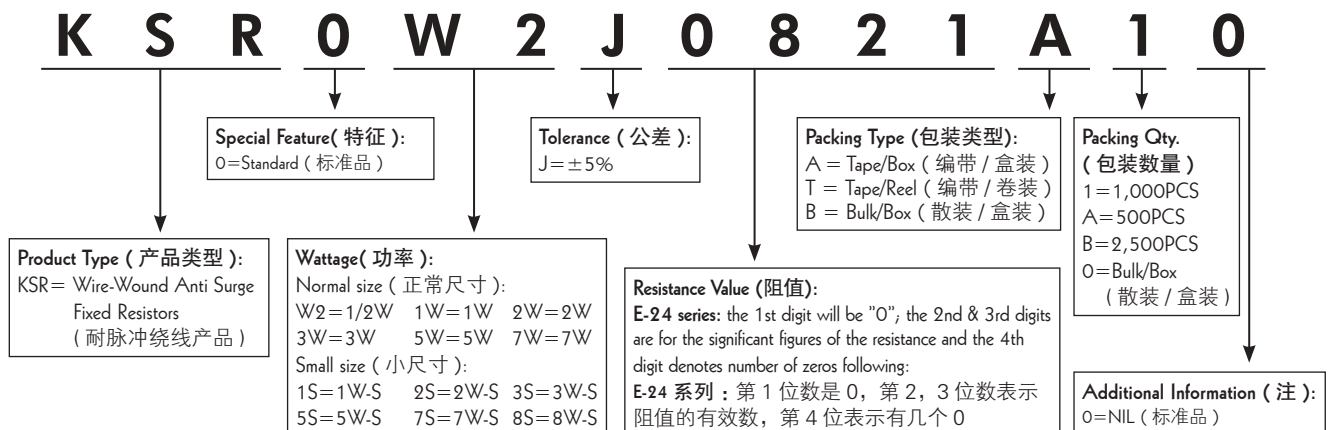 K S R 0 W 2 J 0 8 2 1 A 1 0
Special Feature( 特征 ):
0=Standard ( 标准品 )
Tolerance ( 公差 ):
J=±5%
Packing Type (包装类型):
A = Tape/Box ( 编带 / 盒装 )
T = Tape/Reel ( 编带 / 卷装 )
B = Bulk/Box ( 散装 / 盒装 )
Packing Qty.
( 包装数量 )
1=1,000PCS
A=500PCS
B=2,500PCS
0=Bulk/Box
( 散装 / 盒装 )
Product Type ( 产品类型 ):
KSR= Wire-Wound Anti Surge
Fixed Resistors
( 耐脉冲绕线产品 )
Wattage( 功率 ):
Normal size ( 正常尺寸 ):
W2=1/2W 1W=1W 2W=2W
3W=3W 5W=5W 7W=7W
Small size ( 小尺寸 ):
1S=1W-S 2S=2W-S 3S=3W-S
5S=5W-S 7S=7W-S 8S=8W-S
Resistance Value (阻值):
E-24 series: the 1st digit will be "0"; the 2nd & 3rd digits
are for the significant figures of the resistance and the 4th
digit denotes number of zeros following:
E-24 系列 : 第 1 位数是 0, 第 2, 3 位数表示
阻值的有效数, 第 4 位表示有几个 0
Additional Information ( 注 ):
0=NIL ( 标准品 )